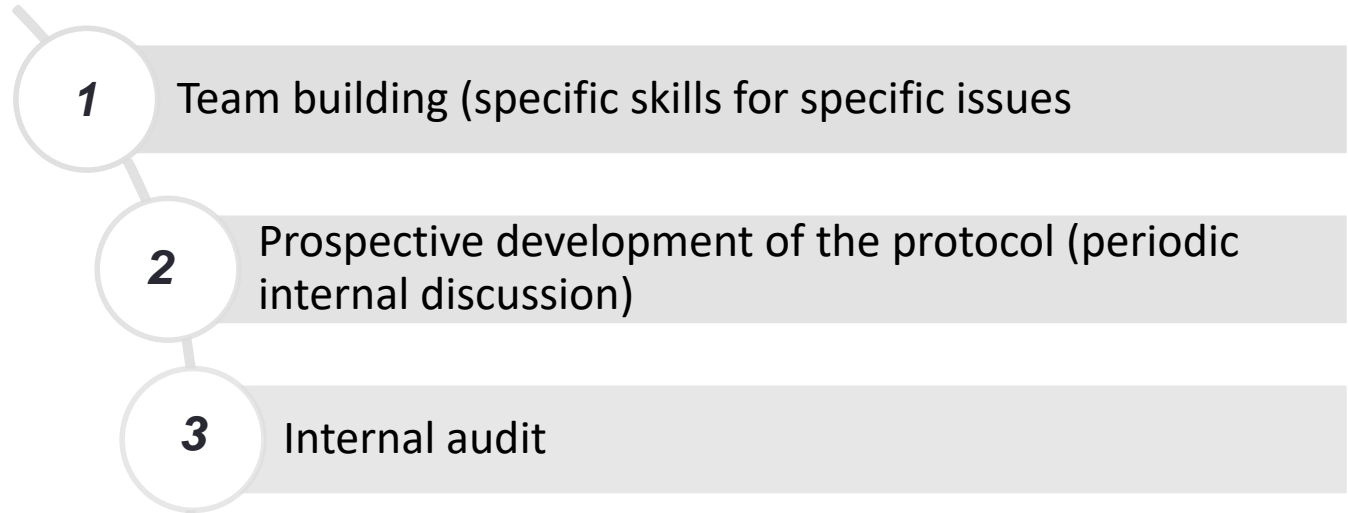 1
Team building (specific skills for specific issues
2
Prospective development of the protocol (periodic
internal discussion)
3
Internal audit